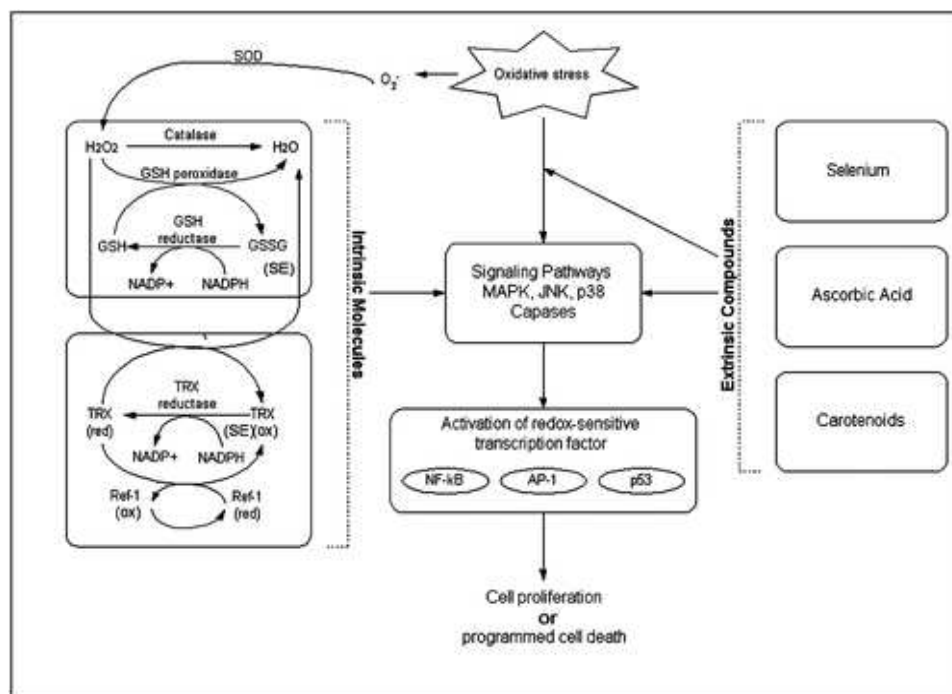 SOD
O₂⁻
Oxidative stress
H₂O₂
Catalase
H₂O
GSH peroxidase
GSH
GSH
reductase
GSSG
(SE)
NADP+
NADPH
TRX
(red)
TRX
reductase
TRX
(SE)(ox)
NADP+
NADPH
Ref-1
(ox)
Ref-1
(red)
Intrinsic Molecules
Signaling Pathways
MAPK, JNK, p38
Capases
Activation of redox-sensitive
transcription factor
NF-kB
AP-1
p53
Cell proliferation
or
programmed cell death
Extrinsic Compounds
Selenium
Ascorbic Acid
Carotenoids